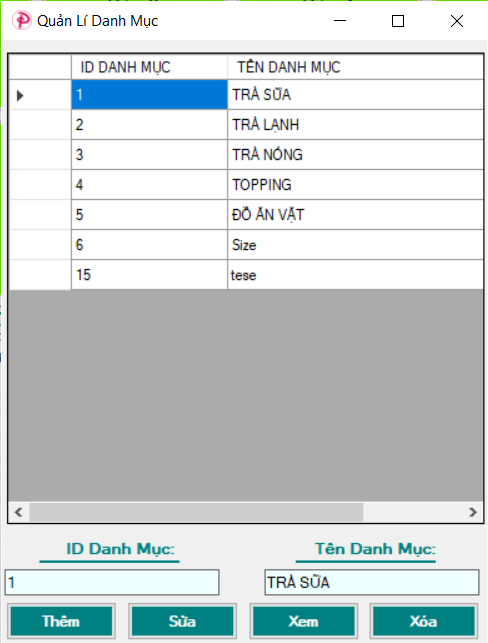 Quản Lí Danh Mục
ID DANH MỤC TÊN DANH MỤC
1 TRÀ SỮA
2 TRÀ LẠNH
3 TRÀ NÓNG
4 TOPPING
5 ĐỒ ĂN VẶT
6 Size
15 tese
ID Danh Mục: Tên Danh Mục:
1 TRÀ SỮA
Thêm Sửa Xem Xóa